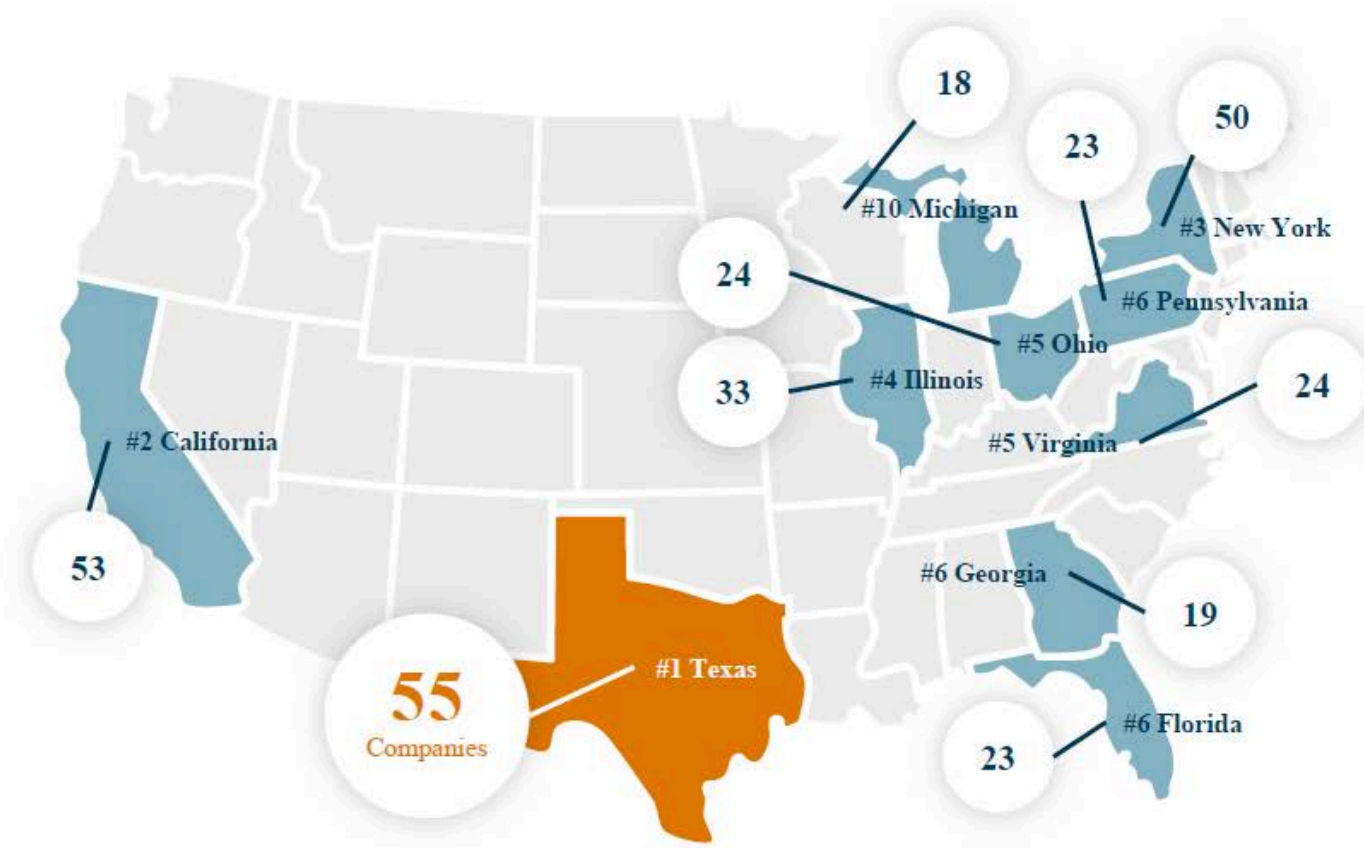 18
50
23
#10 Michigan
#3 New York
24
#6 Pennsylvania
#5 Ohio
33
#4 Illinois
24
#2 California
#5 Virginia
53
#6 Georgia
19
55
Companies
#1 Texas
#6 Florida
23